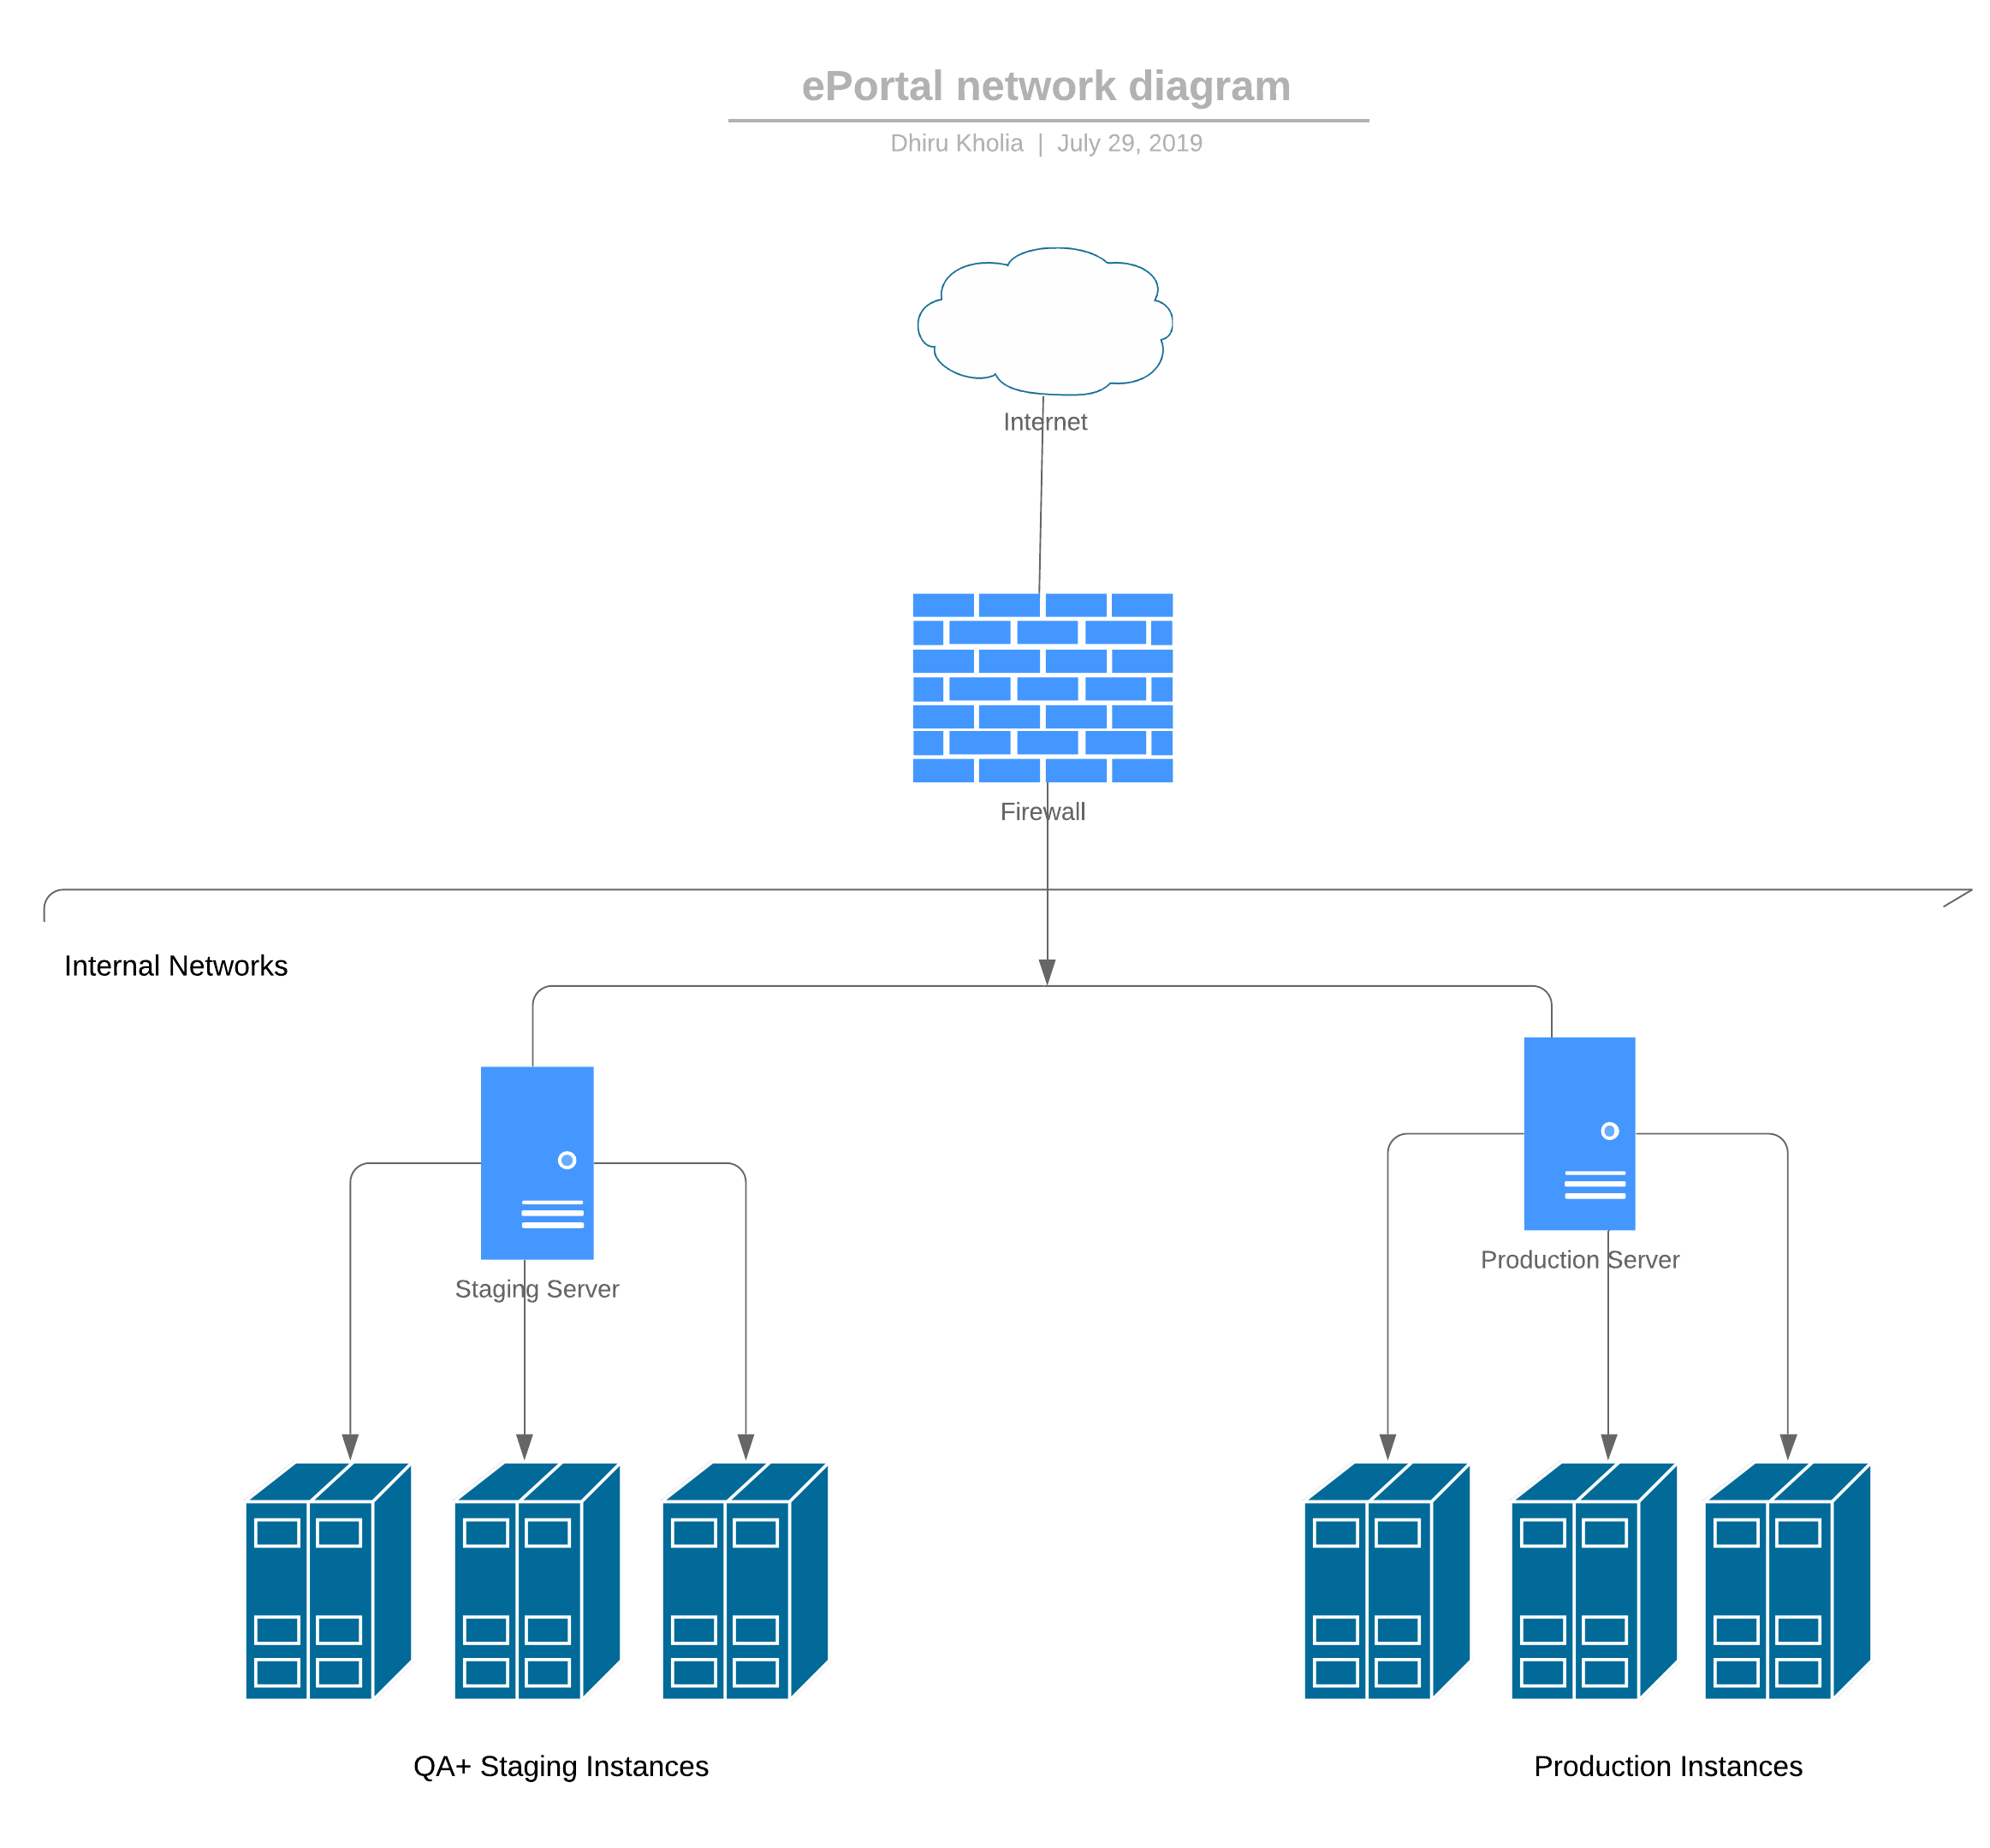 ePortal network diagram
Dhiru Kholia | July 29, 2019
Internet
Firewall
Internal Networks
Production Server
Staging Server
QA+ Staging Instances
Production Instances